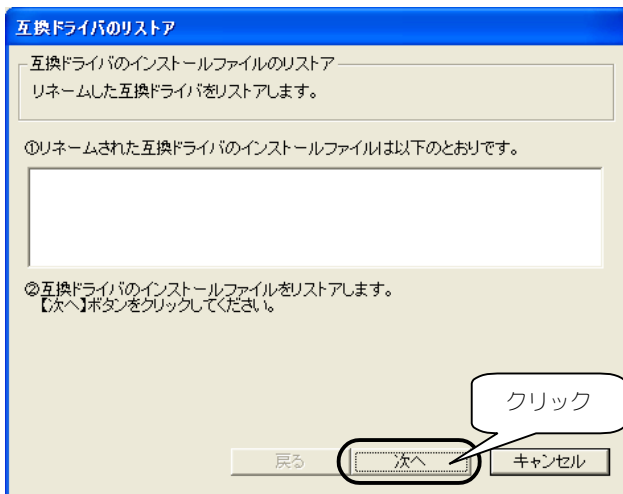 互換ドライバのリストア
互換ドライバのインストールファイルのリストア
リネームした互換ドライバをリストアします。
①リネームされた互換ドライバのインストールファイルは以下のとおりです。
②互換ドライバのインストールファイルをリストアします。
【次へ】ボタンをクリックしてください。
クリック
戻る
次へ
キャンセル